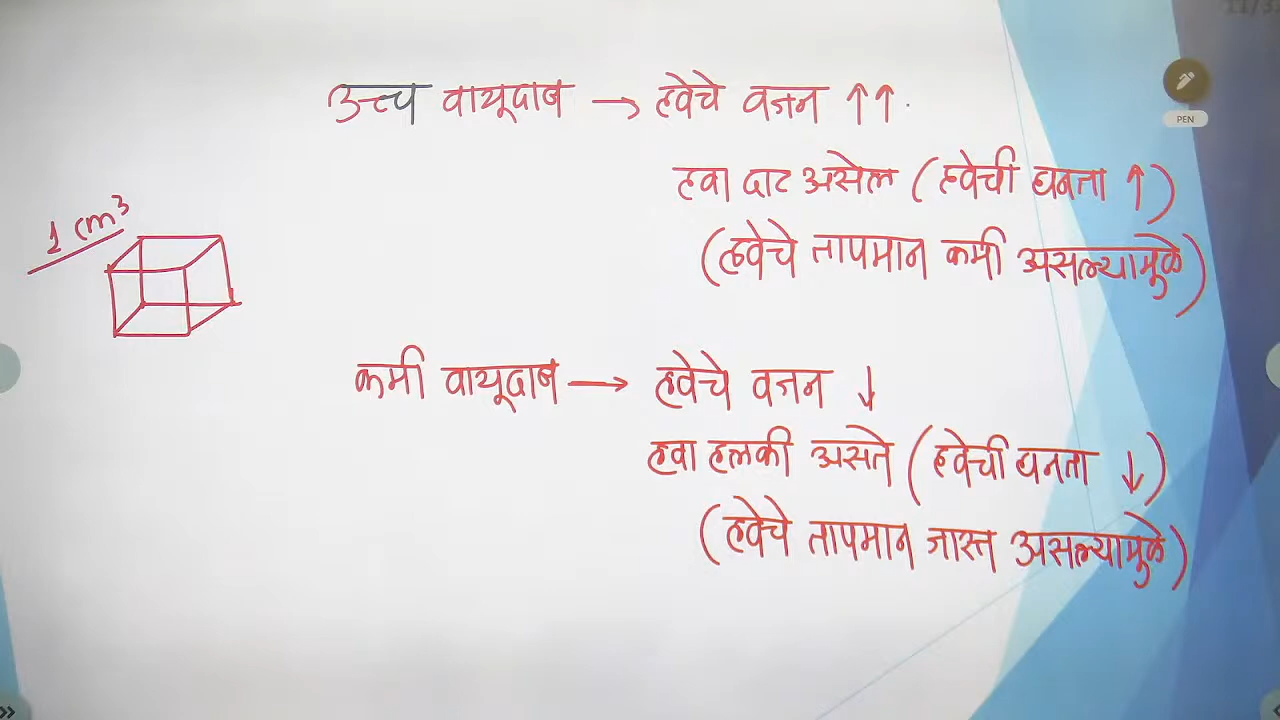 उच्च वायूदाब → हवेचे वजन ↑↑
हवा दाट असेल (हवेची घनता ↑)
(हवेचे तापमान कमी असल्यामुळे)
1 cm³
कमी वायूदाब → हवेचे वजन ↓
हवा हलकी असते (हवेची घनता ↓)
(हवेचे तापमान जास्त असल्यामुळे)
PEN